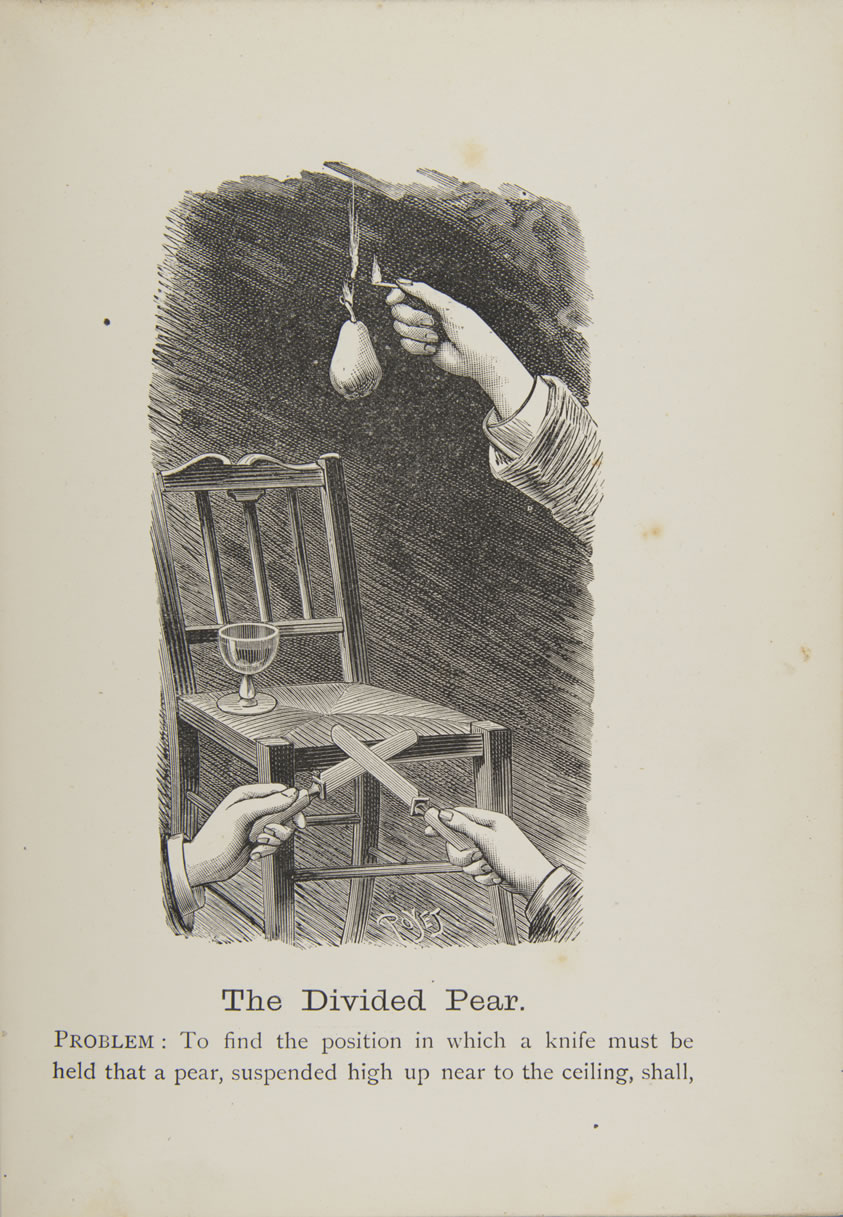 POYET
The Divided Pear.
PROBLEM : To find the position in which a knife must be
held that a pear, suspended high up near to the ceiling, shall,